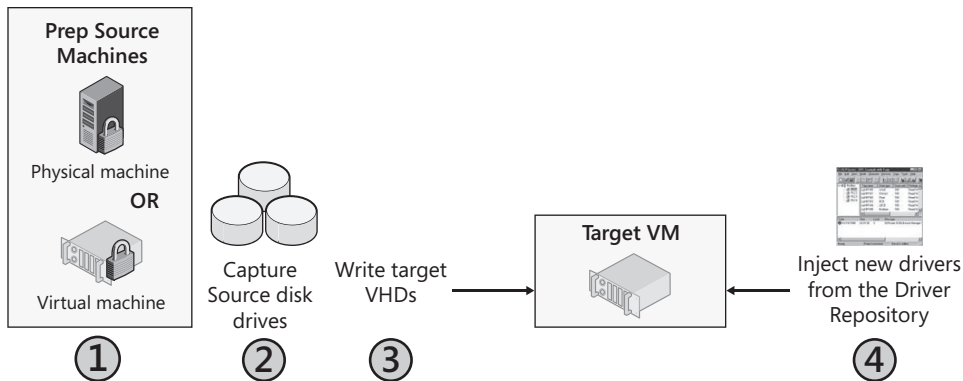 Prep Source
Machines
Physical machine
OR
Virtual machine
Capture
Source disk
drives
Write target
VHDs
Target VM
Inject new drivers
from the Driver
Repository
1
2
3
4